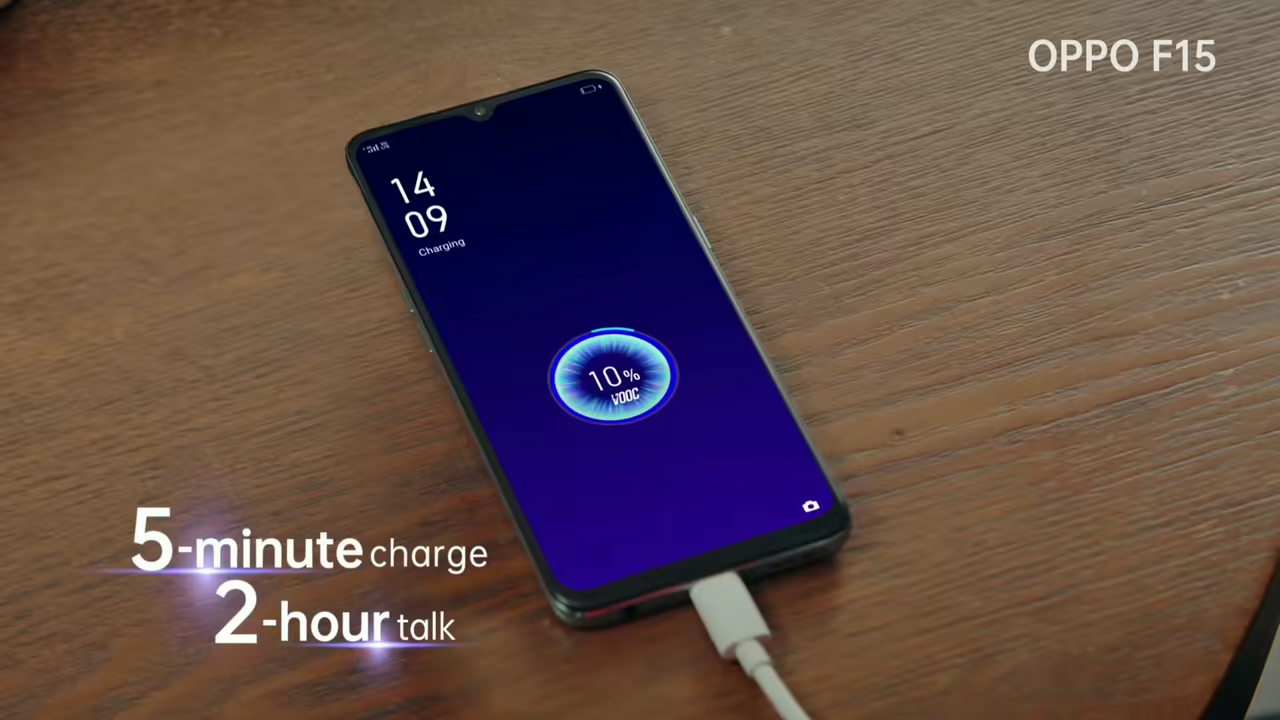 OPPO F15
14
09
Charging
10%
VOOC
5-minute charge
2-hour talk